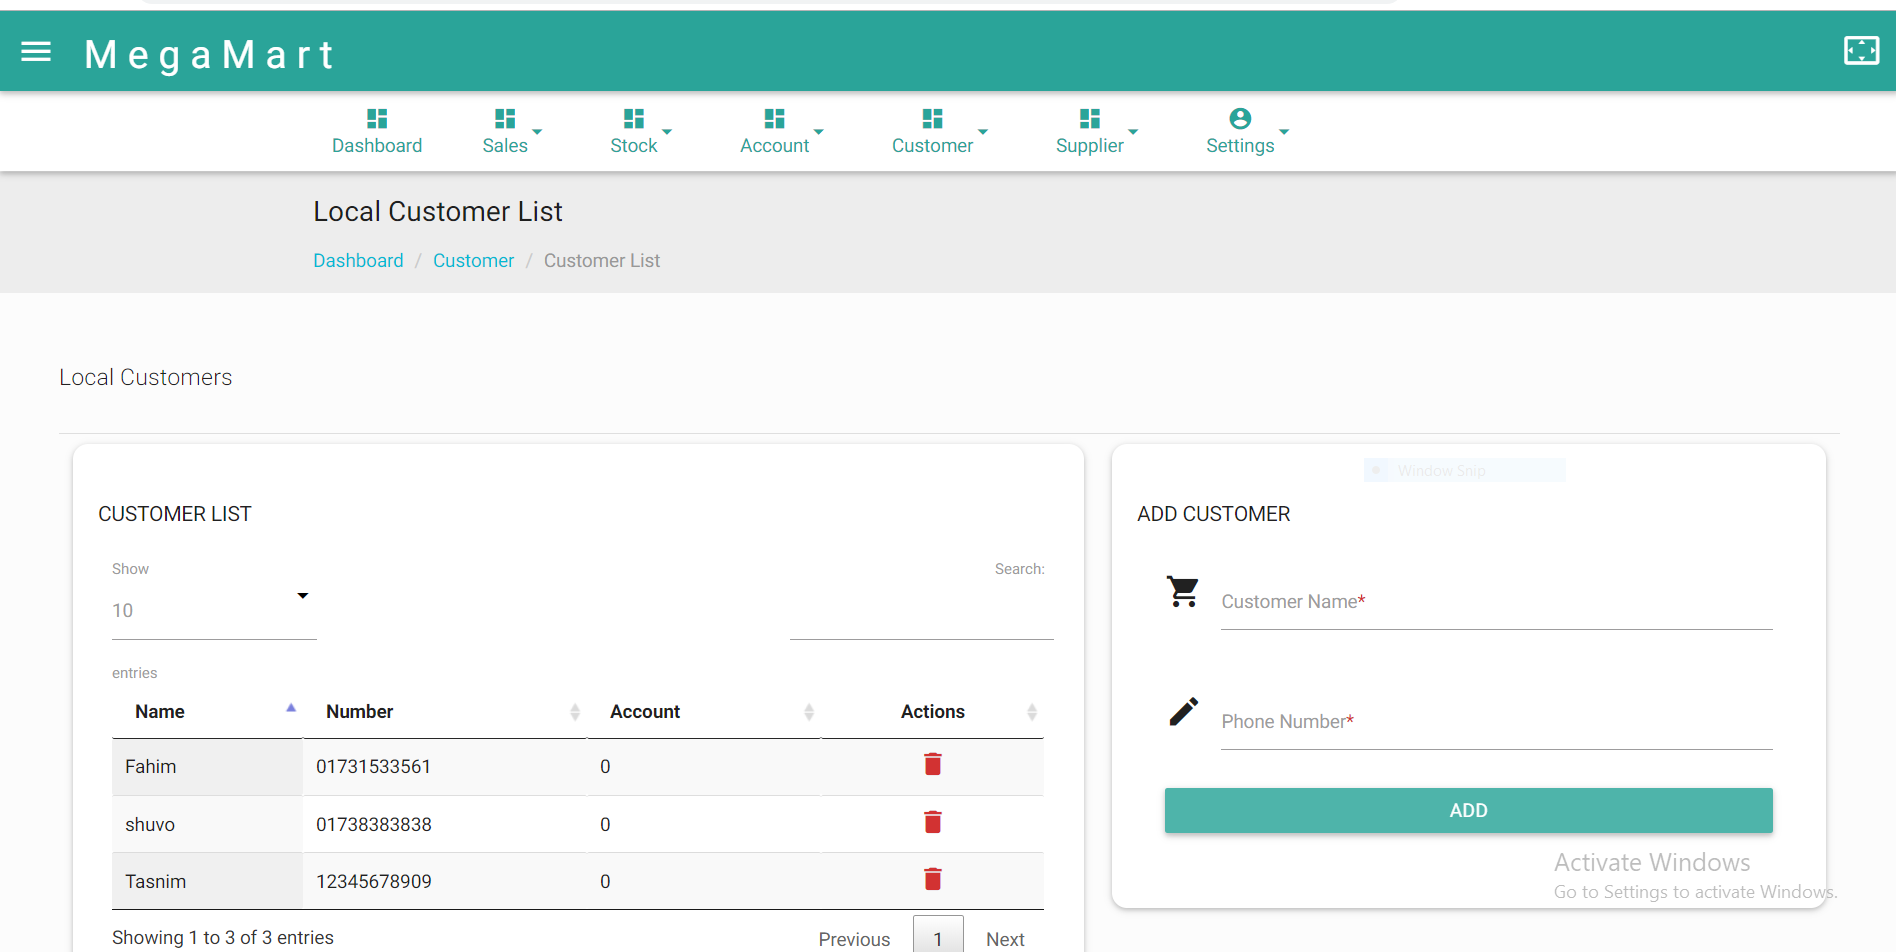 MegaMart
Dashboard Sales Stock Account Customer Supplier Settings
Local Customer List
Dashboard / Customer / Customer List
Local Customers
CUSTOMER LIST
Show
Search:
10
entries
Name Number Account Actions
Fahim 01731533561 0
shuvo 01738383838 0
Tasnim 12345678909 0
Showing 1 to 3 of 3 entries
Previous 1 Next
Window Snip
ADD CUSTOMER
Customer Name*
Phone Number*
ADD
Activate Windows
Go to Settings to activate Windows.